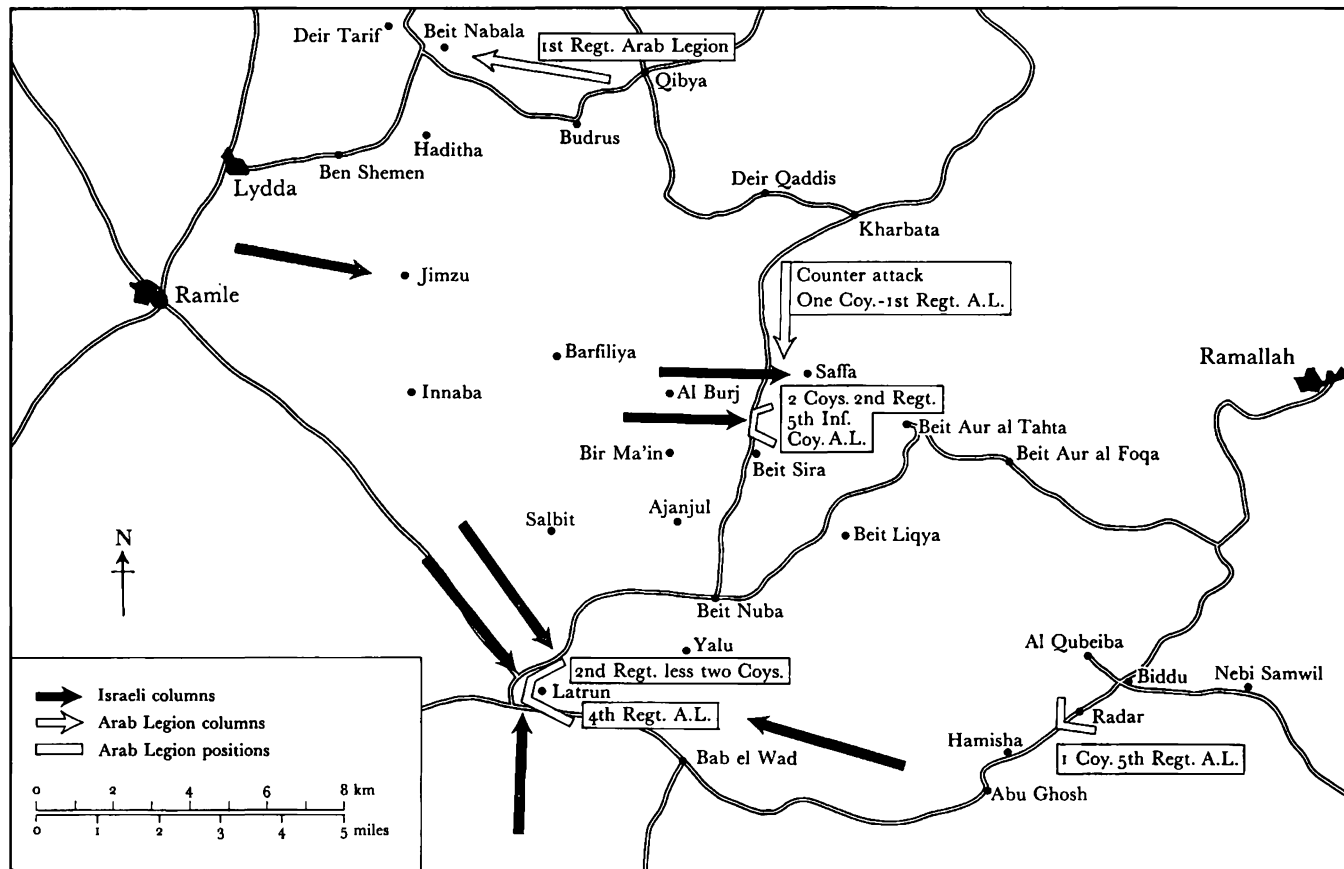 Deir Tarif
Beit Nabala
1st Regt. Arab Legion
Qibya
Budrus
Haditha
Ben Shemen
Lydda
Deir Qaddis
Kharbata
Jimzu
Ramle
Counter attack
One Coy.-1st Regt. A.L.
Barfiliya
Saffa
Ramallah
Innaba
Al Burj
2 Coys. 2nd Regt.
5th Inf.
Coy. A.L.
Beit Aur al Tahta
Bir Ma'in
Beit Sira
Beit Aur al Foqa
Salbit
Ajanjul
Beit Liqya
N
Beit Nuba
Yalu
Al Qubeiba
2nd Regt. less two Coys.
Latrun
Biddu
Nebi Samwil
4th Regt. A.L.
Radar
Hamisha
Bab el Wad
1 Coy. 5th Regt. A.L.
Abu Ghosh
Israeli columns
Arab Legion columns
Arab Legion positions
0 2 4 6 8 km
0 1 2 3 4 5 miles